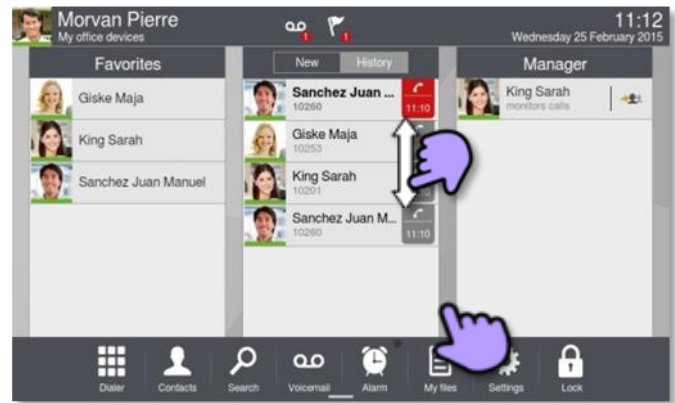 Morvan Pierre
My office devices
1
1
11:12
Wednesday 25 February 2015
Favorites
Giske Maja
King Sarah
Sanchez Juan Manuel
New
History
Sanchez Juan ...
10260
11:10
Giske Maja
10253
King Sarah
10201
Sanchez Juan M...
10260
11:10
Manager
King Sarah
monitors calls
Dialer
Contacts
Search
Voicemail
Alarm
My files
Settings
Lock